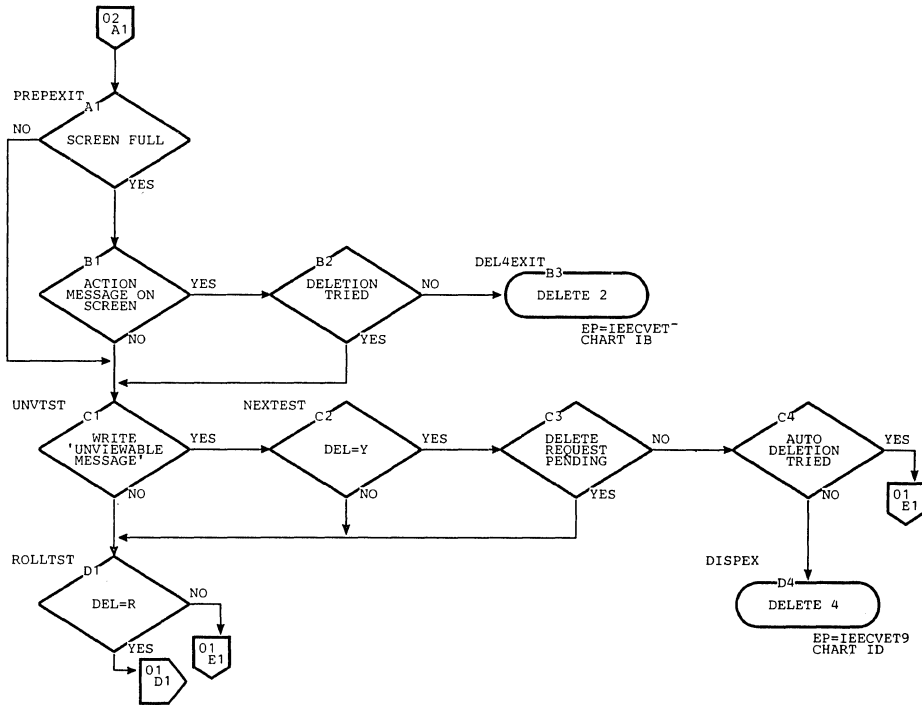 02
A1
PREPEXIT
A1
NO
SCREEN FULL
YES
B1
ACTION
MESSAGE ON
SCREEN
YES
NO
B2
DELETION
TRIED
NO
YES
DEL4EXIT
B3
DELETE 2
EP=IEECVET-
CHART IB
UNVTST
C1
WRITE
'UNVIEWABLE
MESSAGE'
YES
NO
NEXTEST
C2
DEL=Y
YES
NO
C3
DELETE
REQUEST
PENDING
NO
YES
C4
AUTO
DELETION
TRIED
YES
NO
01
E1
ROLLTST
D1
DEL=R
NO
YES
01
E1
01
D1
DISPEX
D4
DELETE 4
EP=IEECVET9
CHART ID